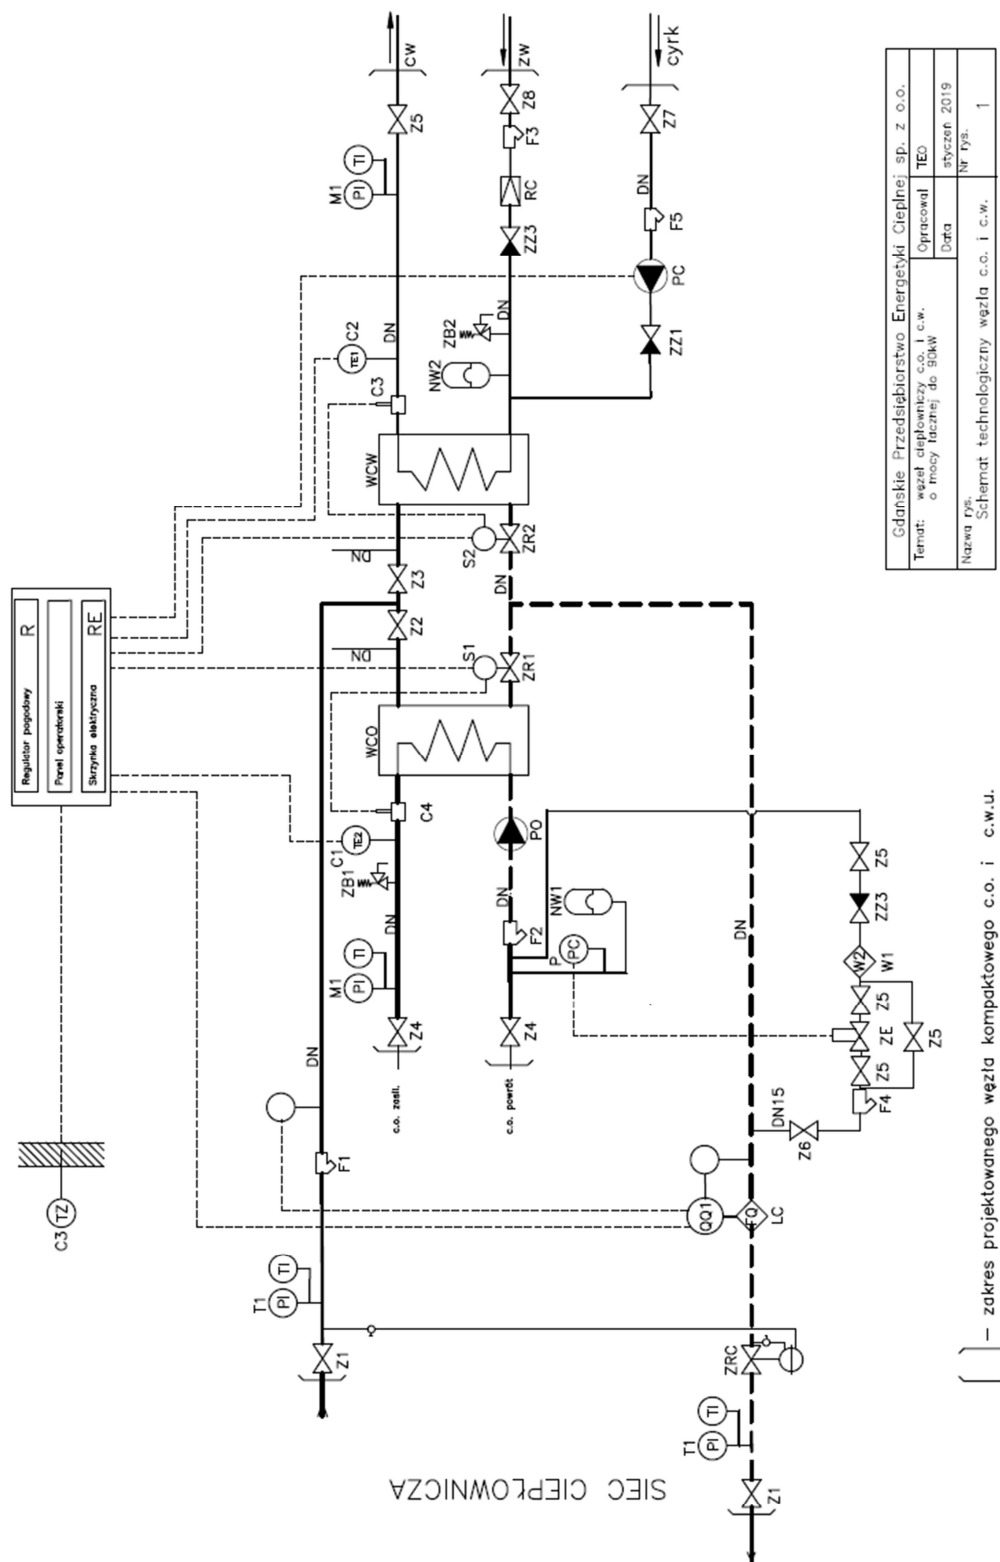 SIEC CIEPŁOWNICZA
Z1
T1
PI
TI
F1
DN
C3
TZ
Regulator pogodowy R
Panel operatorski
Skrzynka elektryczna RE
c.o. zasil.
Z4
M1
PI
TI
DN
ZB1
C1
TE2
C4
WCO
DN
Z2
Z3
DN
WCW
C3
TE1
C2
DN
M1
PI
TI
Z5
cw
c.o. powrót
Z4
P
PC
F2
DN
NW1
PO
S1
ZR1
DN
S2
ZR2
NW2
ZB2
DN
ZZ3
RC
F3
Z8
zw
ZZ1
PC
F5
DN
Z7
cyrk
Z1
T1
PI
TI
ZRC
QQ1
FQ
LC
DN
Z6
DN15
F4
Z5
ZE
Z5
Z5
W2
W1
ZZ3
Z5
– zakres projektowanego węzła kompaktowego c.o. i c.w.u.
Gdańskie Przedsiębiorstwo Energetyki Cieplnej sp. z o.o.
Temat: węzeł ciepłowniczy c.o. i c.w. Opracował TEO
o mocy łącznej do 90kW Data styczeń 2019
Nazwa rys. Nr rys.
Schemat technologiczny węzła c.o. i c.w. 1